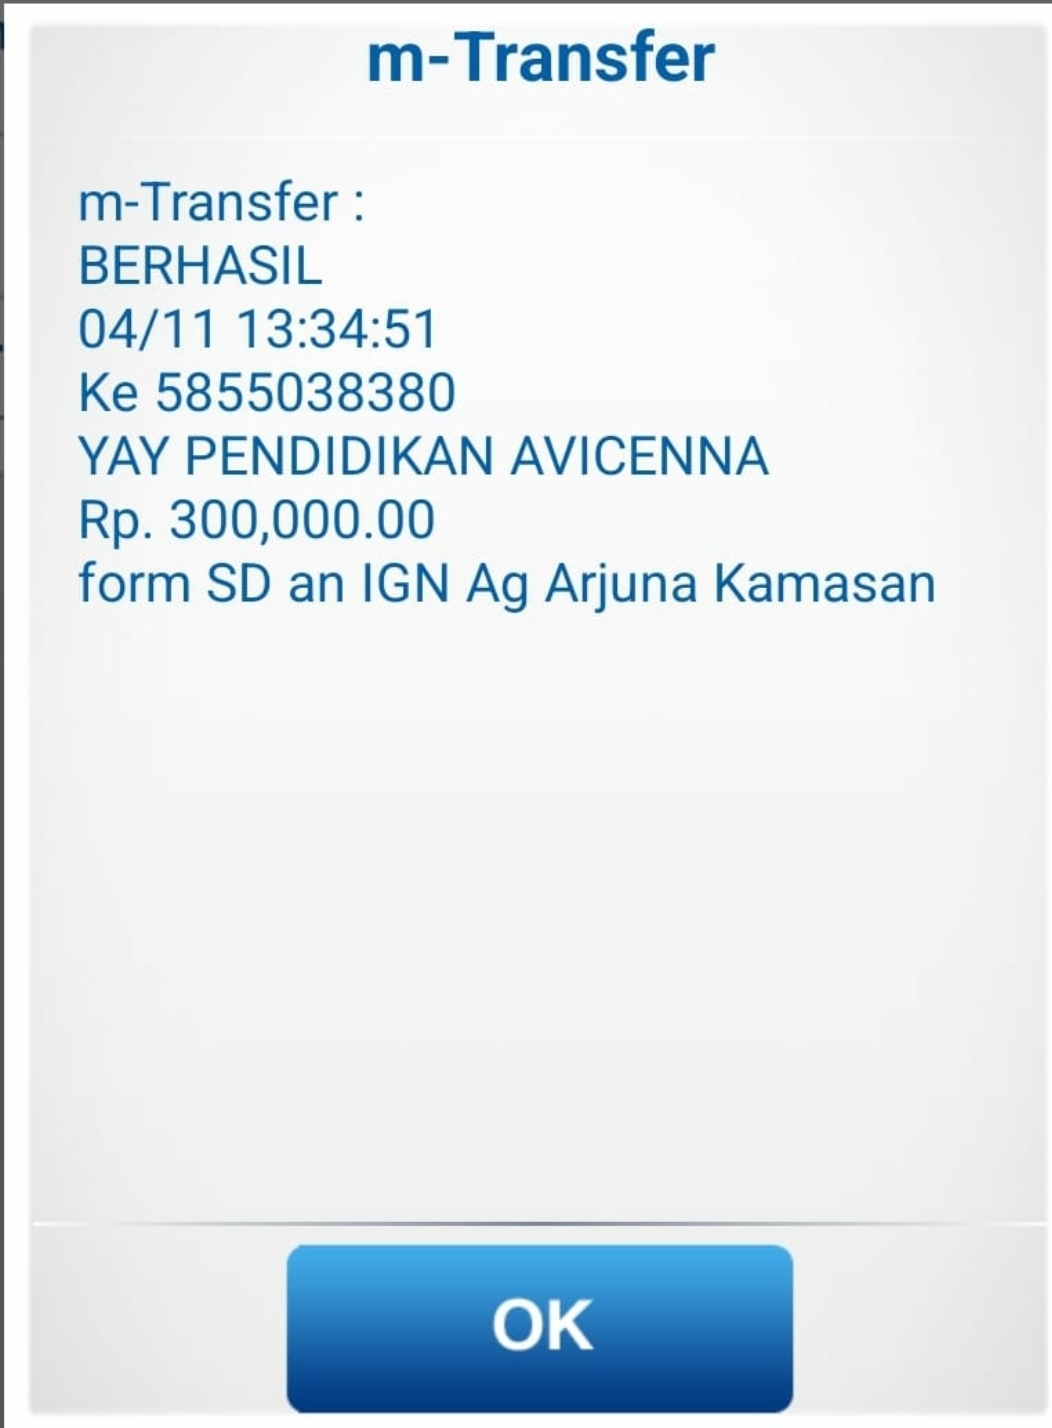 m-Transfer
m-Transfer :
BERHASIL
04/11 13:34:51
Ke 5855038380
YAY PENDIDIKAN AVICENNA
Rp. 300,000.00
form SD an IGN Ag Arjuna Kamasan
OK